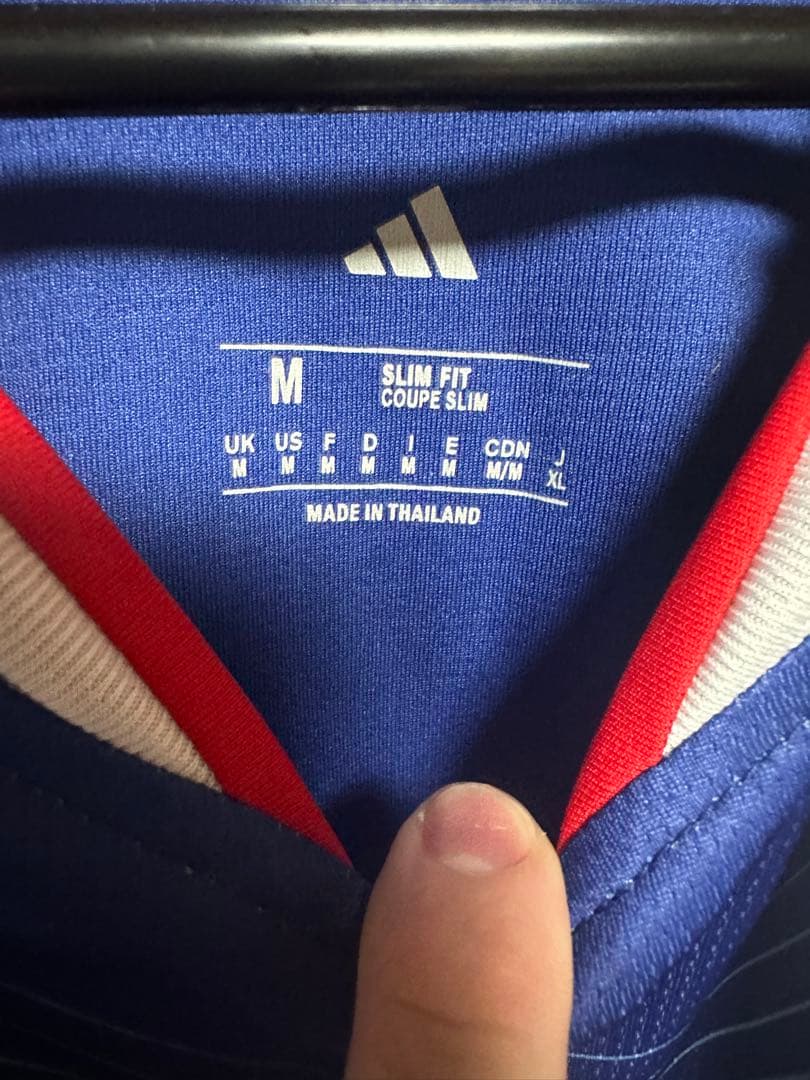 M SLIM FIT
COUPE SLIM
UK US F D I E CDN J
M M M M M M M/M XL
MADE IN THAILAND